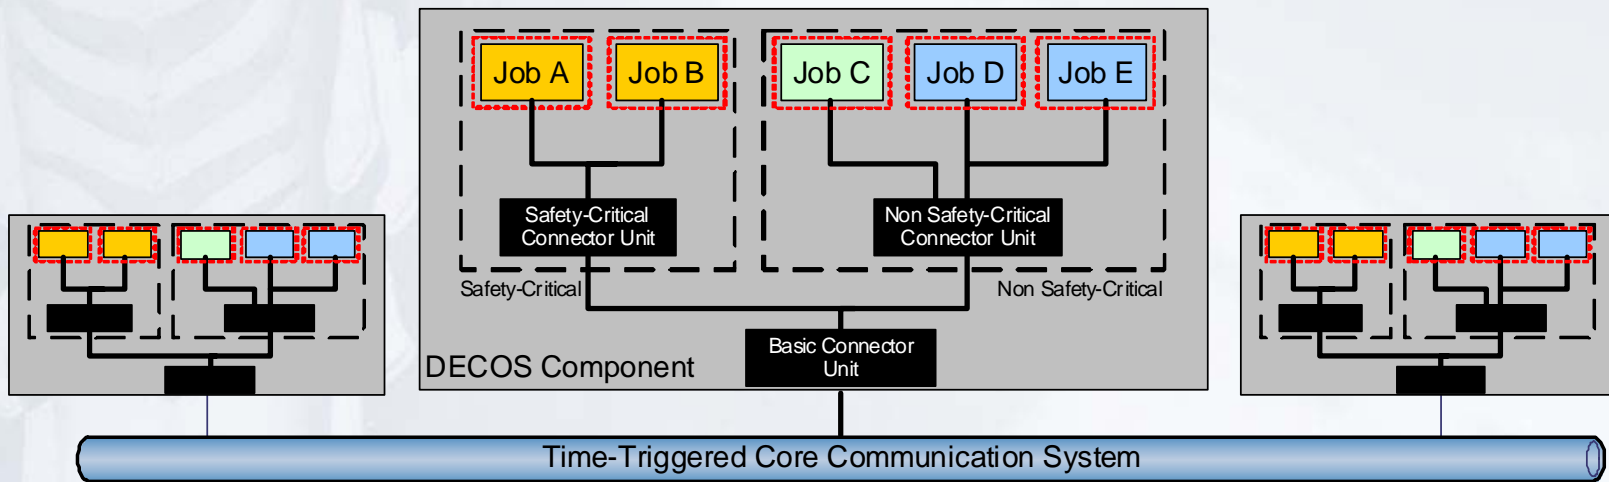 Job A
Job B
Job C
Job D
Job E
Safety-Critical
Connector Unit
Non Safety-Critical
Connector Unit
Safety-Critical
Non Safety-Critical
Basic Connector
Unit
DECOS Component
Time-Triggered Core Communication System